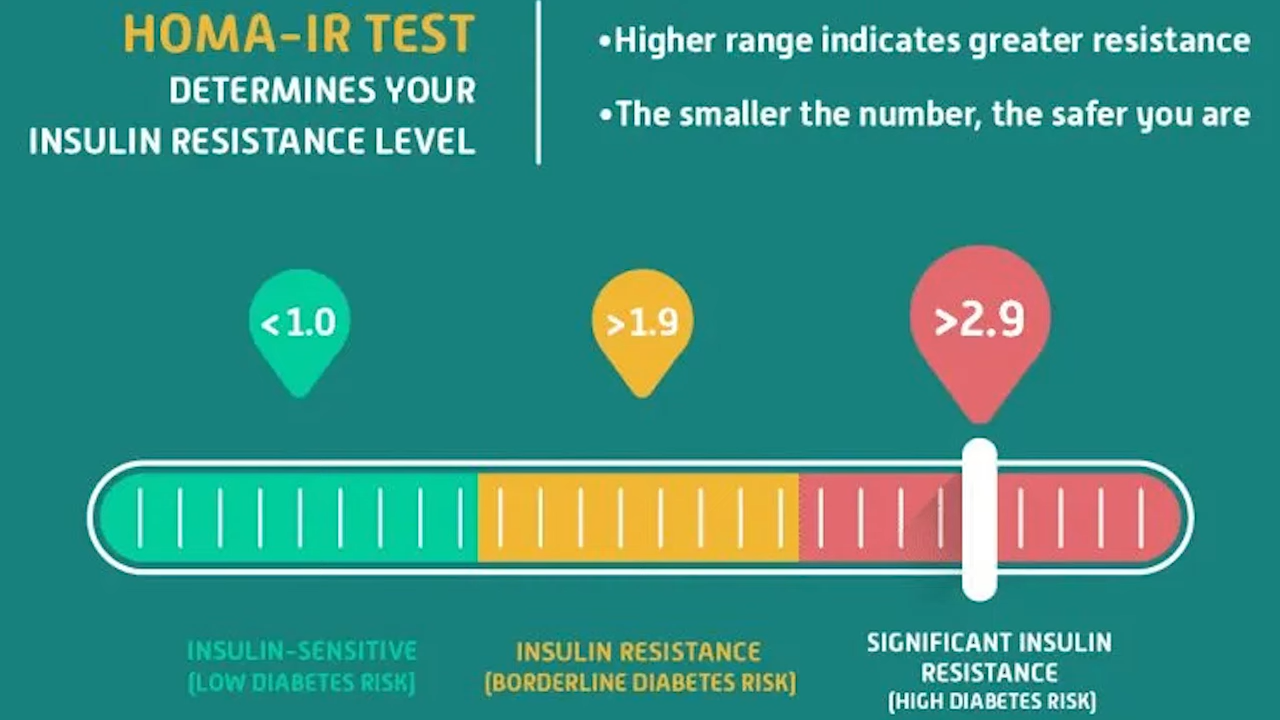 HOMA-IR TEST
DETERMINES YOUR
INSULIN RESISTANCE LEVEL
•Higher range indicates greater resistance
•The smaller the number, the safer you are
<1.0
>1.9
>2.9
INSULIN-SENSITIVE
(LOW DIABETES RISK)
INSULIN RESISTANCE
(BORDERLINE DIABETES RISK)
SIGNIFICANT INSULIN
RESISTANCE
(HIGH DIABETES RISK)